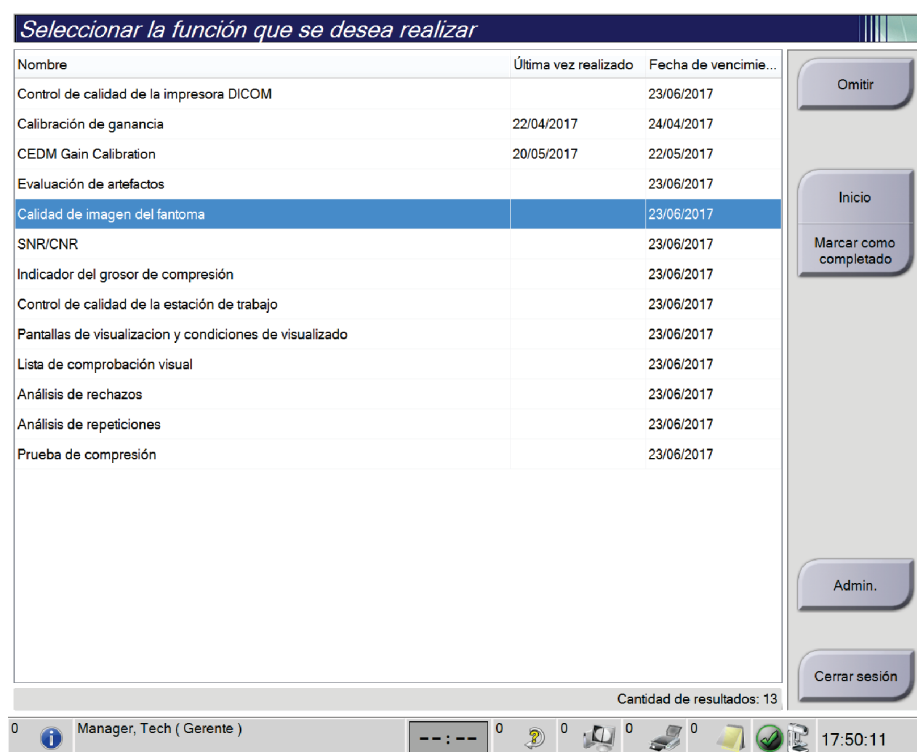 Seleccionar la función que se desea realizar
Nombre Última vez realizado Fecha de vencimie...
Control de calidad de la impresora DICOM 23/06/2017
Calibración de ganancia 22/04/2017 24/04/2017
CEDM Gain Calibration 20/05/2017 22/05/2017
Evaluación de artefactos 23/06/2017
Calidad de imagen del fantoma 23/06/2017
SNR/CNR 23/06/2017
Indicador del grosor de compresión 23/06/2017
Control de calidad de la estación de trabajo 23/06/2017
Pantallas de visualizacion y condiciones de visualizado 23/06/2017
Lista de comprobación visual 23/06/2017
Análisis de rechazos 23/06/2017
Análisis de repeticiones 23/06/2017
Prueba de compresión 23/06/2017
Cantidad de resultados: 13
Omitir
Inicio
Marcar como
completado
Admin.
Cerrar sesión
0 Manager, Tech ( Gerente ) --:-- 0 0 0 0 17:50:11